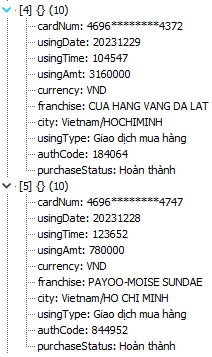 [4] {} (10)
cardNum: 4696********4372
usingDate: 20231229
usingTime: 104547
usingAmt: 3160000
currency: VND
franchise: CUA HANG VANG DA LAT
city: Vietnam/HOCHIMINH
usingType: Giao dịch mua hàng
authCode: 184064
purchaseStatus: Hoàn thành
[5] {} (10)
cardNum: 4696********4747
usingDate: 20231228
usingTime: 123652
usingAmt: 780000
currency: VND
franchise: PAYOO-MOISE SUNDAE
city: Vietnam/HO CHI MINH
usingType: Giao dịch mua hàng
authCode: 844952
purchaseStatus: Hoàn thành